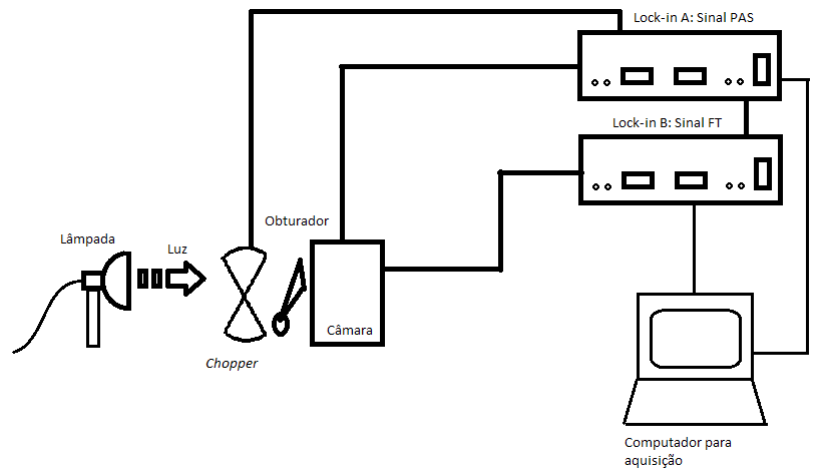 Lock-in A: Sinal PAS
Lock-in B: Sinal FT
Obturador
Lâmpada
Luz
Câmara
Chopper
Computador para
aquisição